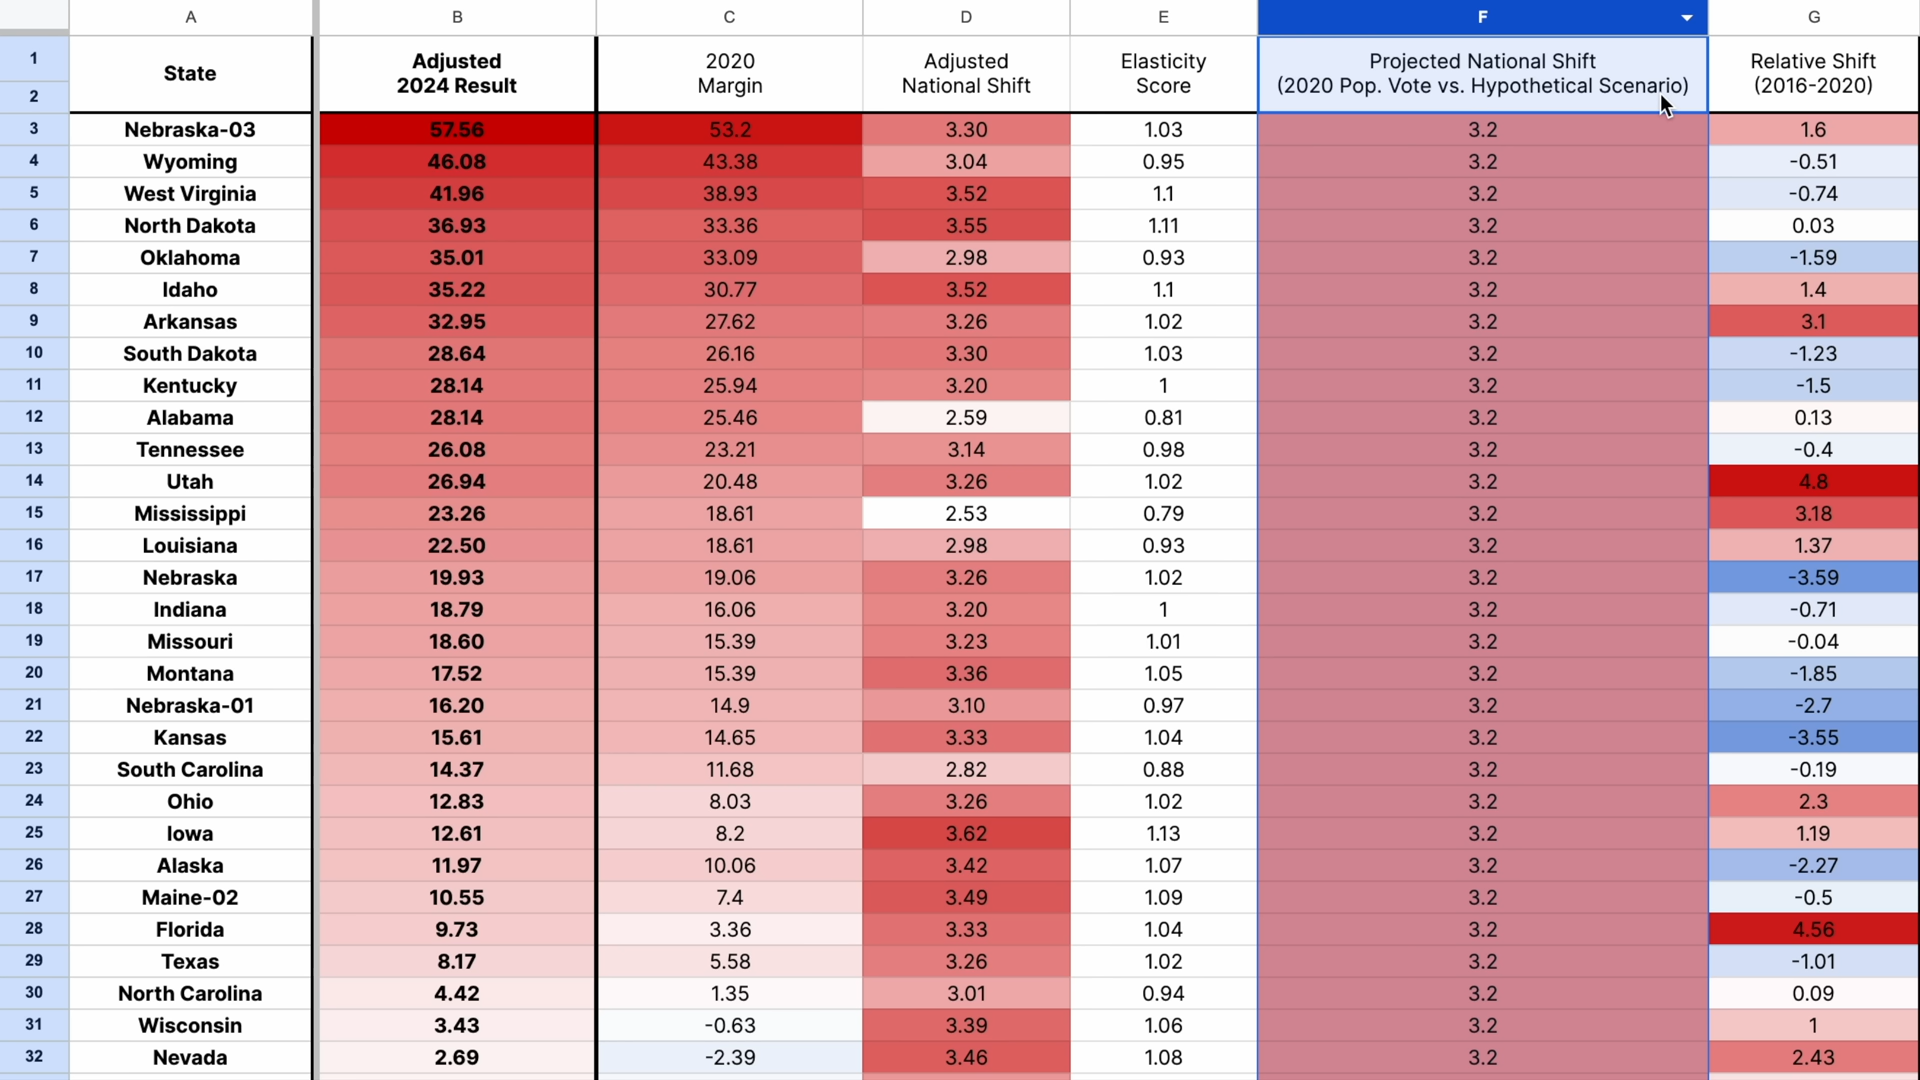 A B C D E F G
1 State Adjusted 2020 Adjusted Elasticity Projected National Shift Relative Shift
2 2024 Result Margin National Shift Score (2020 Pop. Vote vs. Hypothetical Scenario) (2016-2020)
3 Nebraska-03 57.56 53.2 3.30 1.03 3.2 1.6
4 Wyoming 46.08 43.38 3.04 0.95 3.2 -0.51
5 West Virginia 41.96 38.93 3.52 1.1 3.2 -0.74
6 North Dakota 36.93 33.36 3.55 1.11 3.2 0.03
7 Oklahoma 35.01 33.09 2.98 0.93 3.2 -1.59
8 Idaho 35.22 30.77 3.52 1.1 3.2 1.4
9 Arkansas 32.95 27.62 3.26 1.02 3.2 3.1
10 South Dakota 28.64 26.16 3.30 1.03 3.2 -1.23
11 Kentucky 28.14 25.94 3.20 1 3.2 -1.5
12 Alabama 28.14 25.46 2.59 0.81 3.2 0.13
13 Tennessee 26.08 23.21 3.14 0.98 3.2 -0.4
14 Utah 26.94 20.48 3.26 1.02 3.2 4.8
15 Mississippi 23.26 18.61 2.53 0.79 3.2 3.18
16 Louisiana 22.50 18.61 2.98 0.93 3.2 1.37
17 Nebraska 19.93 19.06 3.26 1.02 3.2 -3.59
18 Indiana 18.79 16.06 3.20 1 3.2 -0.71
19 Missouri 18.60 15.39 3.23 1.01 3.2 -0.04
20 Montana 17.52 15.39 3.36 1.05 3.2 -1.85
21 Nebraska-01 16.20 14.9 3.10 0.97 3.2 -2.7
22 Kansas 15.61 14.65 3.33 1.04 3.2 -3.55
23 South Carolina 14.37 11.68 2.82 0.88 3.2 -0.19
24 Ohio 12.83 8.03 3.26 1.02 3.2 2.3
25 Iowa 12.61 8.2 3.62 1.13 3.2 1.19
26 Alaska 11.97 10.06 3.42 1.07 3.2 -2.27
27 Maine-02 10.55 7.4 3.49 1.09 3.2 -0.5
28 Florida 9.73 3.36 3.33 1.04 3.2 4.56
29 Texas 8.17 5.58 3.26 1.02 3.2 -1.01
30 North Carolina 4.42 1.35 3.01 0.94 3.2 0.09
31 Wisconsin 3.43 -0.63 3.39 1.06 3.2 1
32 Nevada 2.69 -2.39 3.46 1.08 3.2 2.43